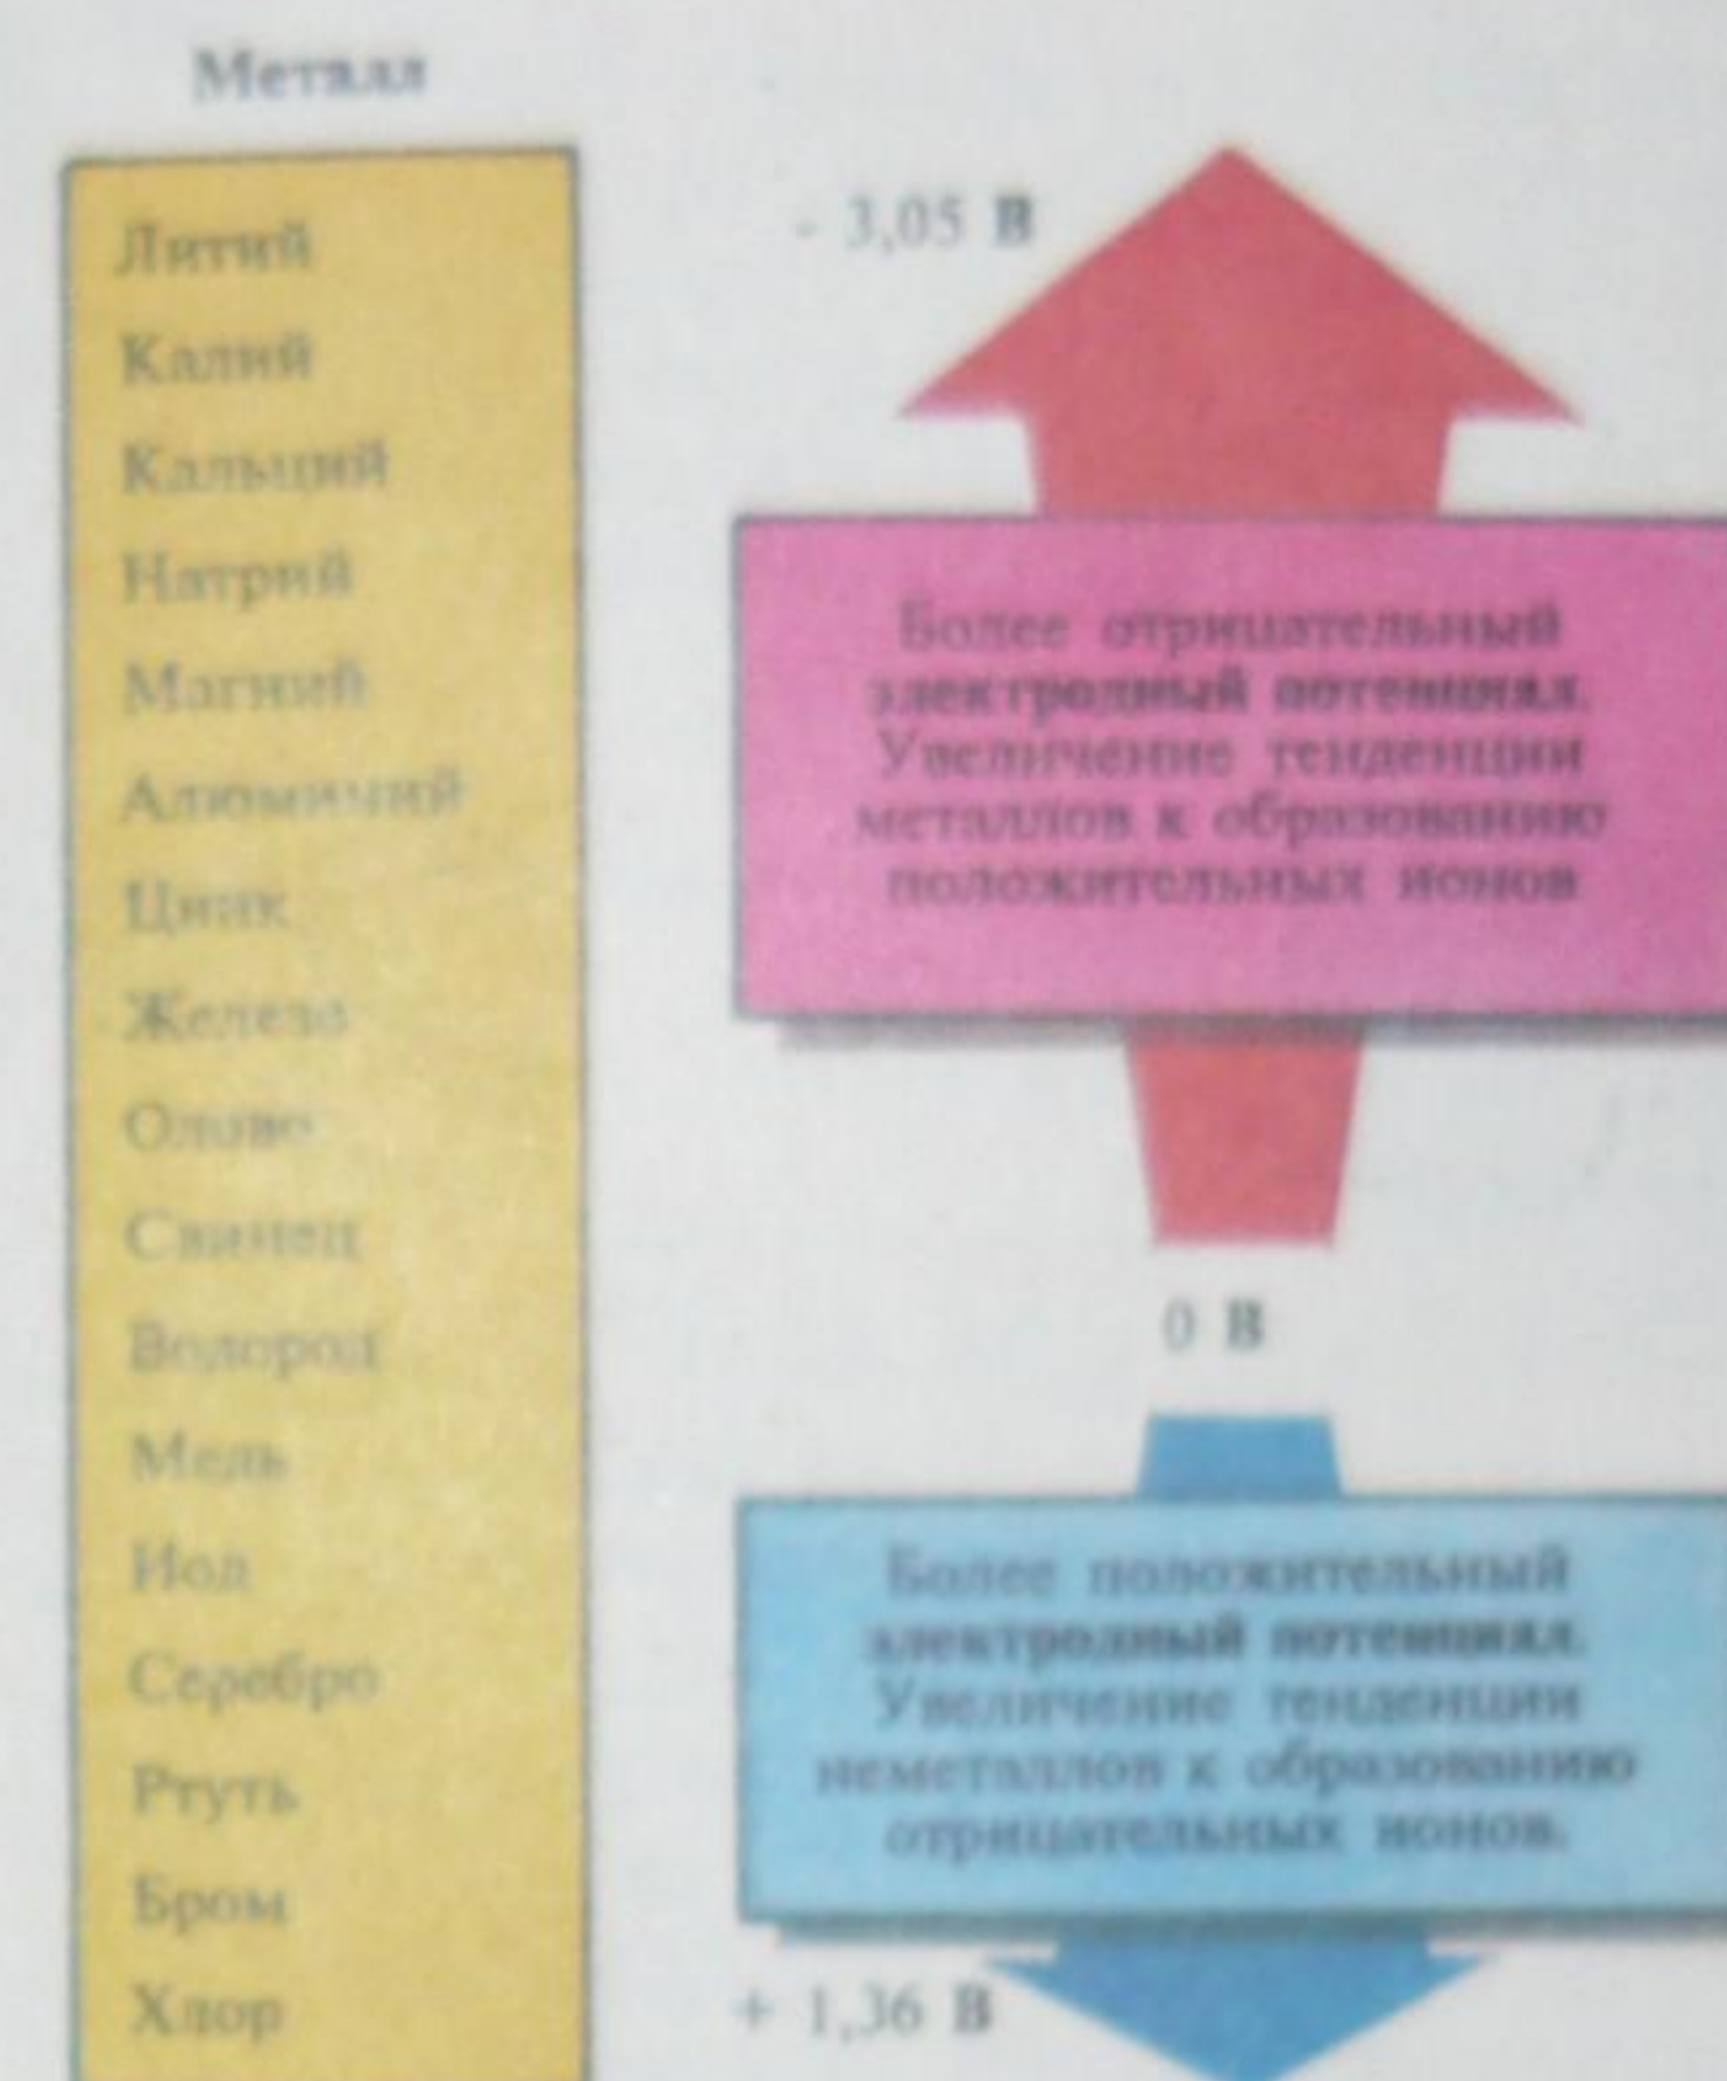 Металл
Литий
Калий
Кальций
Натрий
Магний
Алюминий
Цинк
Железо
Олово
Свинец
Водород
Медь
Иод
Серебро
Ртуть
Бром
Хлор
- 3,05 В
Более отрицательный
электродный потенциал.
Увеличение тенденции
металлов к образованию
положительных ионов
0 В
Более положительный
электродный потенциал.
Увеличение тенденции
неметаллов к образованию
отрицательных ионов.
+ 1,36 В